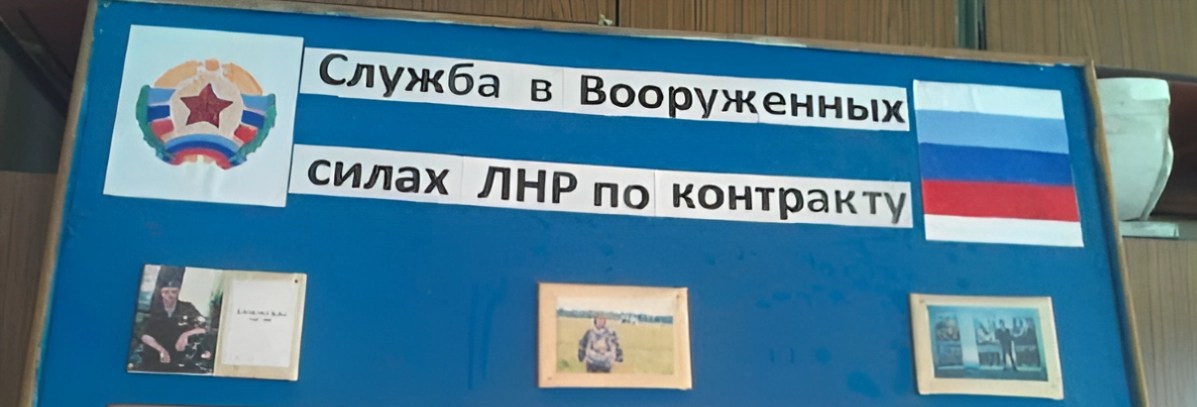 Служба в Вооруженных
силах ЛНР по контракту